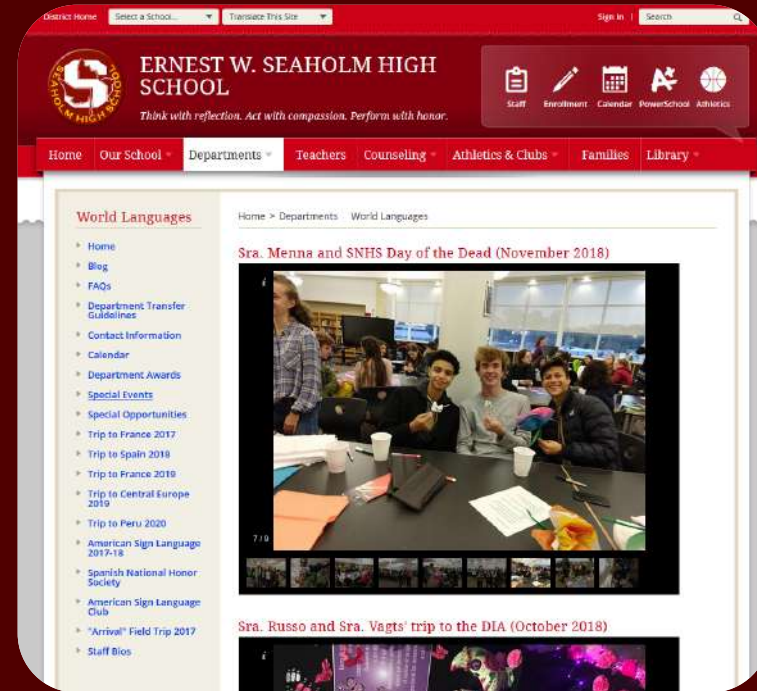 District Home
Select a School...
Translate This Site
Sign In
Search
SEAHOLM HIGH SCHOOL
ERNEST W. SEAHOLM HIGH
SCHOOL
Think with reflection. Act with compassion. Perform with honor.
Staff
Enrollment
Calendar
PowerSchool
Athletics
Home
Our School
Departments
Teachers
Counseling
Athletics & Clubs
Families
Library
World Languages
Home
Blog
FAQs
Department Transfer
Guidelines
Contact Information
Calendar
Department Awards
Special Events
Special Opportunities
Trip to France 2017
Trip to Spain 2018
Trip to France 2019
Trip to Central Europe
2019
Trip to Peru 2020
American Sign Language
2017-18
Spanish National Honor
Society
American Sign Language
Club
"Arrival" Field Trip 2017
Staff Bios
Home > Departments World Languages
Sra. Menna and SNHS Day of the Dead (November 2018)
i
7 / 9
Sra. Russo and Sra. Vagts' trip to the DIA (October 2018)
i